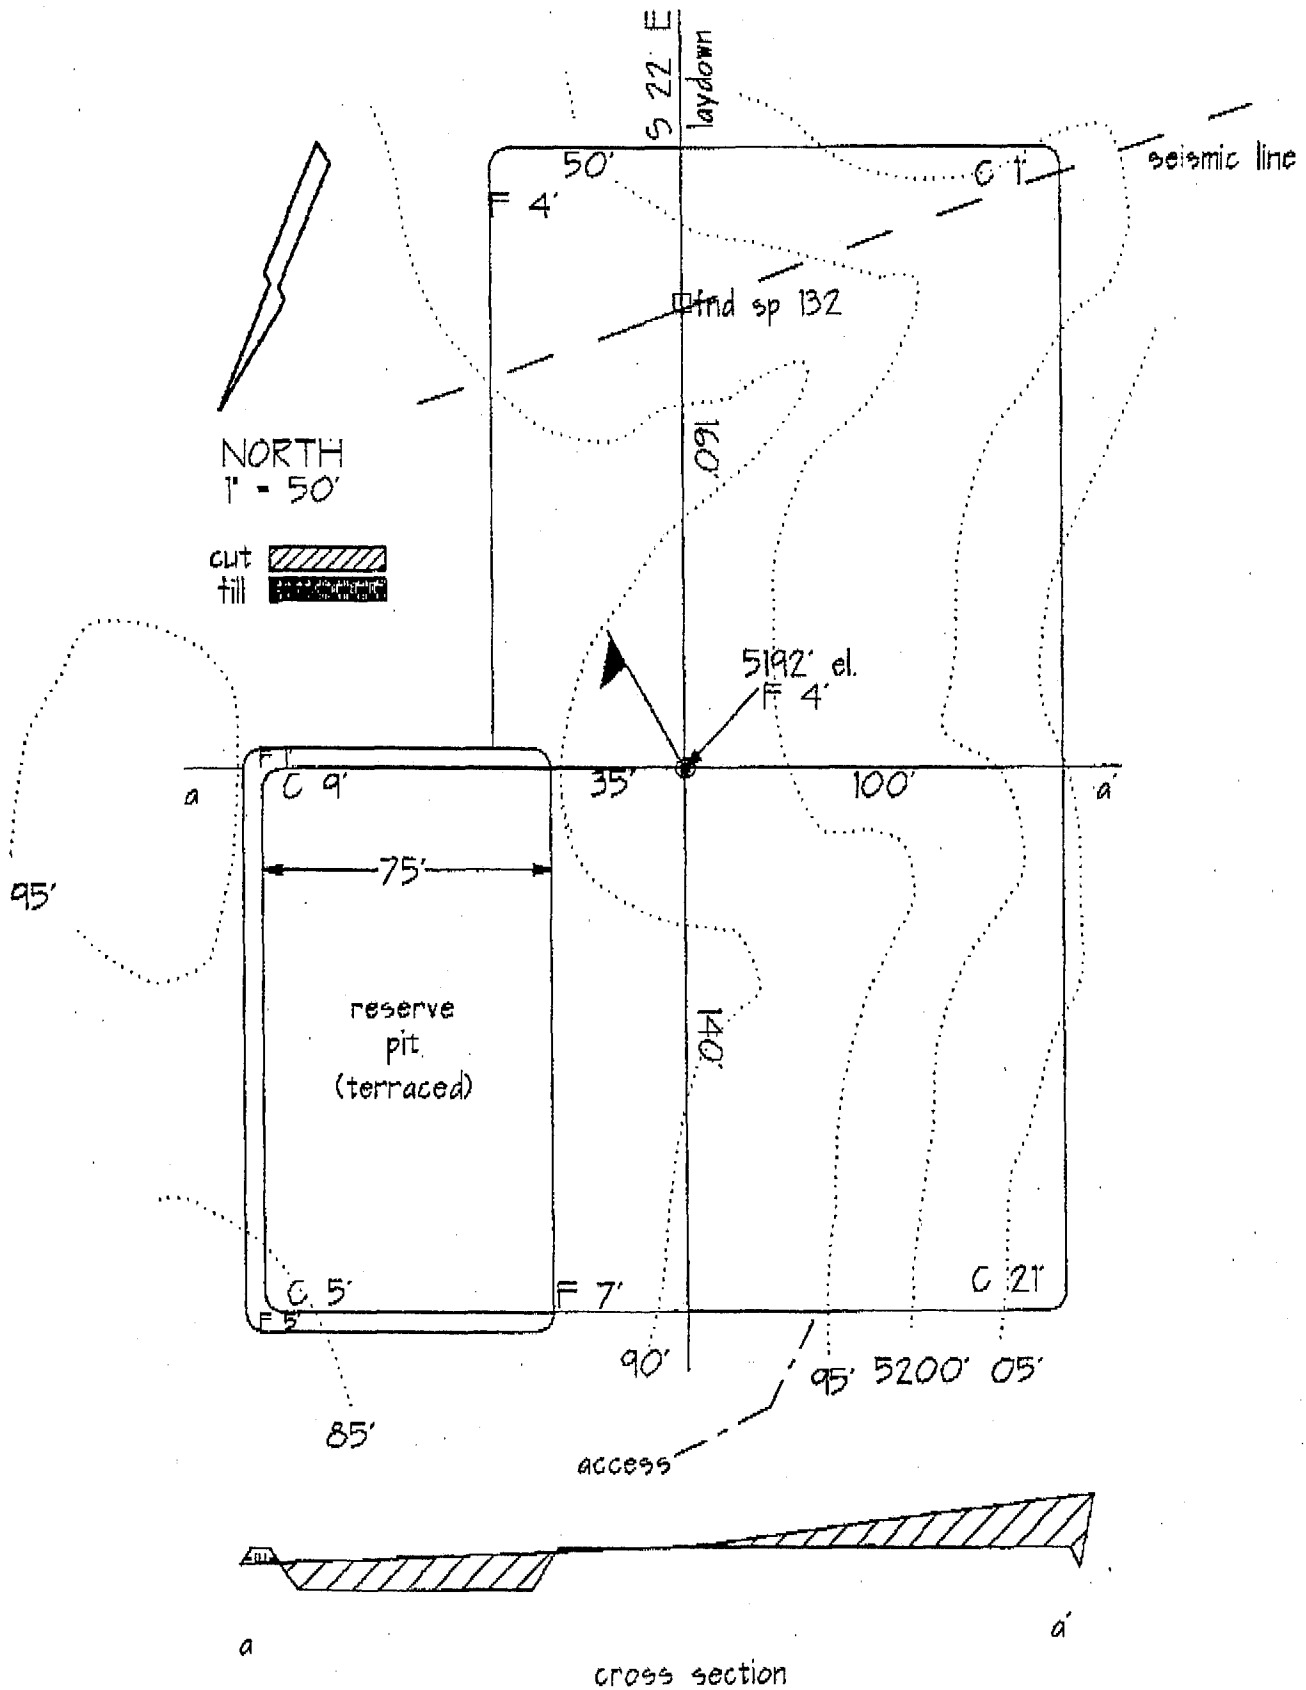 S 22 E
laydown
seismic line
50'
C 1'
F 4'
fnd sp 132
160'
NORTH
1" = 50'
cut
fill
5192' el.
F 4'
F 1'
C 9'
35'
100'
a
a'
75'
95'
reserve
pit
(terraced)
140'
C 5'
F 7'
C 21'
F 5'
90'
95' 5200' 05'
85'
access
a
a'
cross section